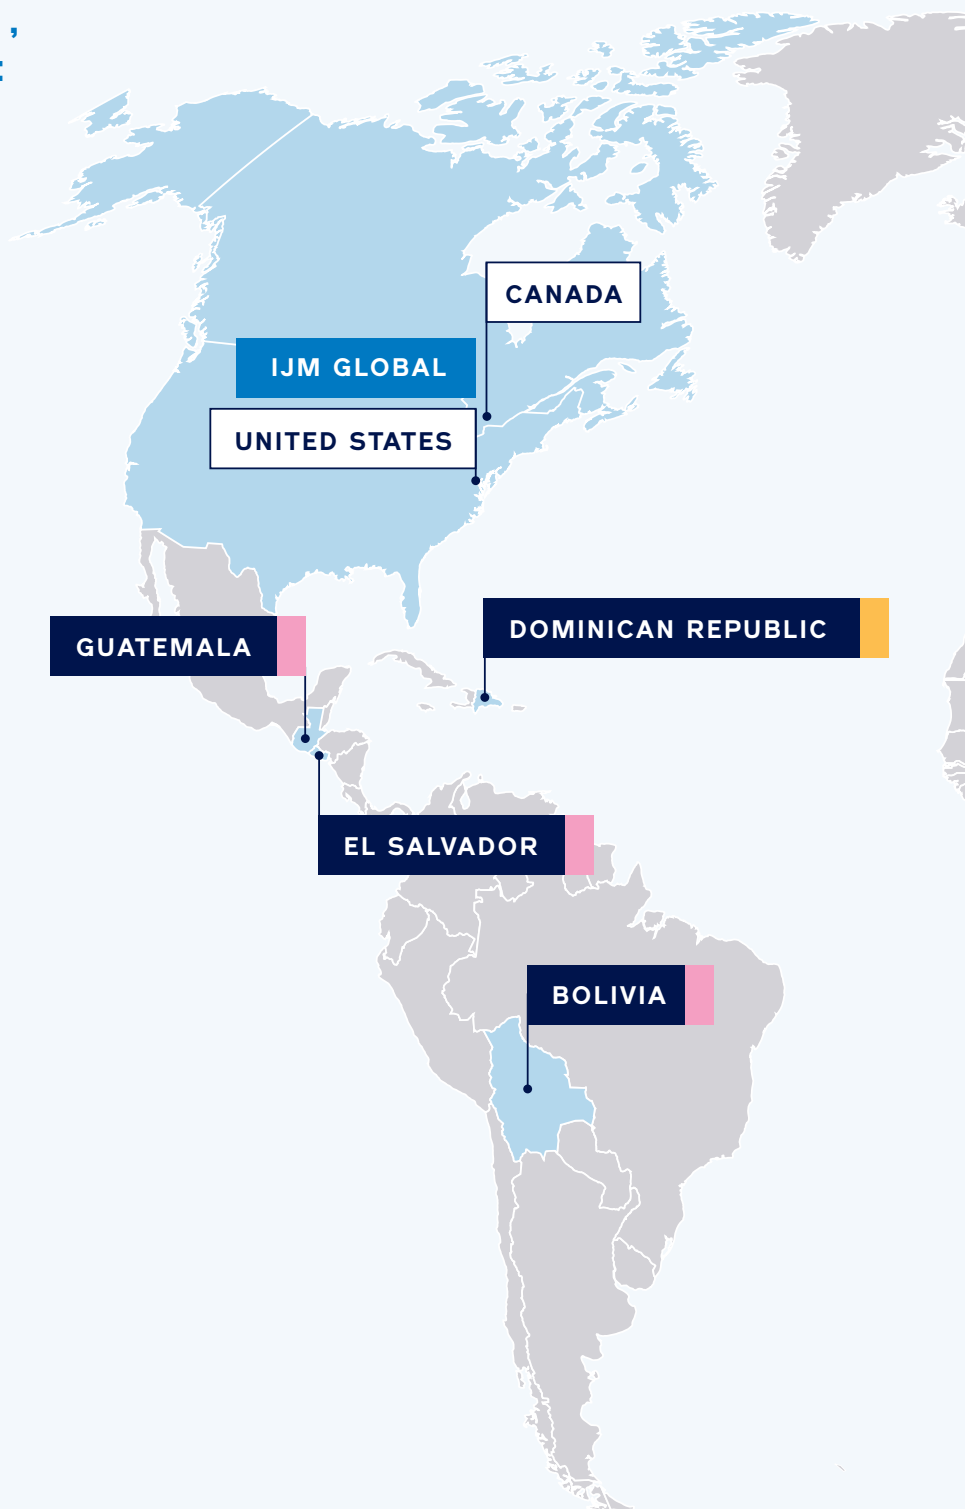 CANADA
IJM GLOBAL
UNITED STATES
DOMINICAN REPUBLIC
GUATEMALA
EL SALVADOR
BOLIVIA